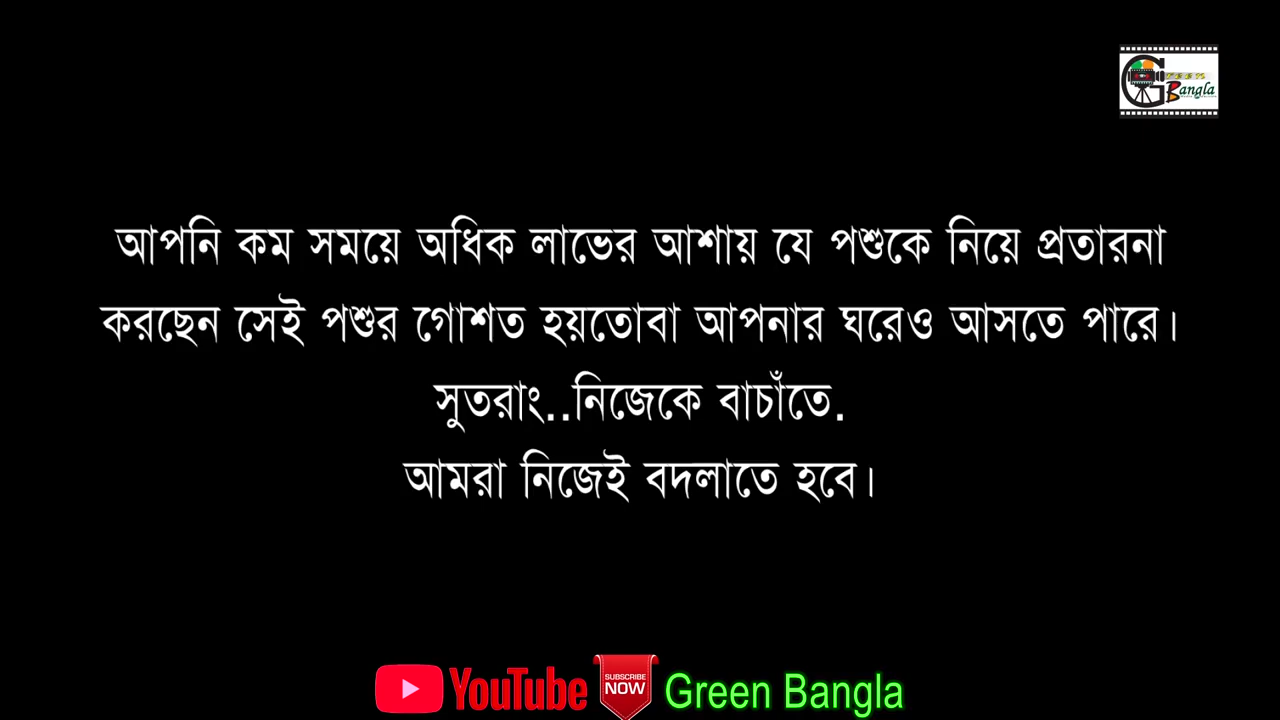 Green
Bangla
আপনি কম সময়ে অধিক লাভের আশায় যে পশুকে নিয়ে প্রতারনা
করছেন সেই পশুর গোশত হয়তোবা আপনার ঘরেও আসতে পারে।
সুতরাং..নিজেকে বাচাঁতে.
আমরা নিজেই বদলাতে হবে।
YouTube SUBSCRIBE NOW Green Bangla